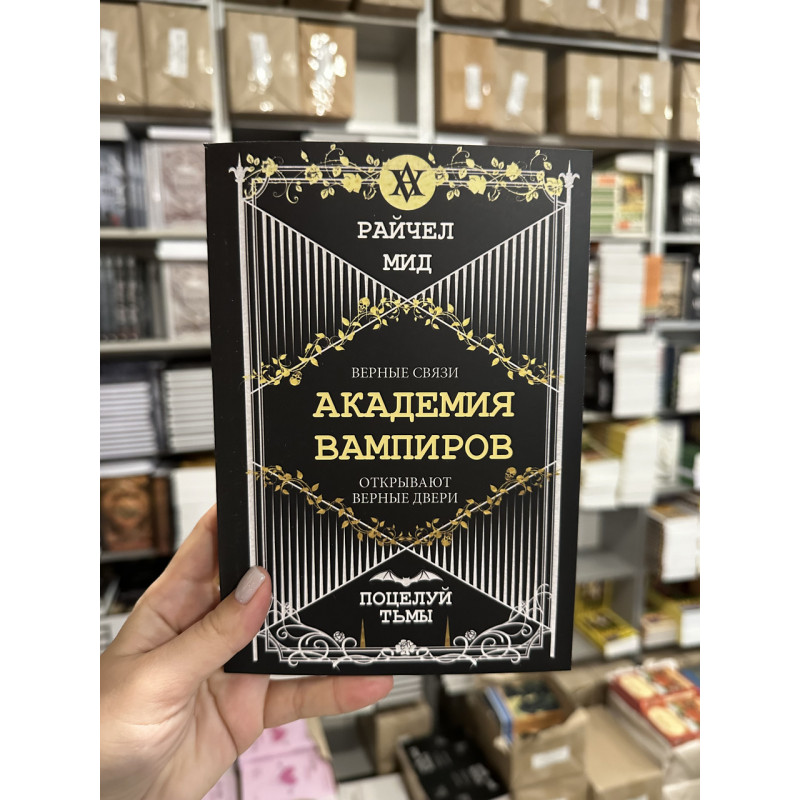 РАЙЧЕЛ
МИД
ВЕРНЫЕ СВЯЗИ
АКАДЕМИЯ
ВАМПИРОВ
ОТКРЫВАЮТ
ВЕРНЫЕ ДВЕРИ
ПОЦЕЛУЙ
ТЬМЫ